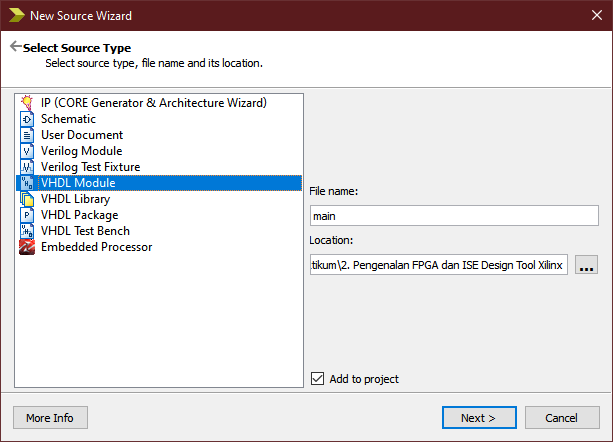 New Source Wizard
Select Source Type
Select source type, file name and its location.
IP (CORE Generator & Architecture Wizard)
Schematic
User Document
Verilog Module
Verilog Test Fixture
VHDL Module
VHDL Library
VHDL Package
VHDL Test Bench
Embedded Processor
File name:
main
Location:
tikum\2. Pengenalan FPGA dan ISE Design Tool Xilinx
...
Add to project
More Info
Next >
Cancel